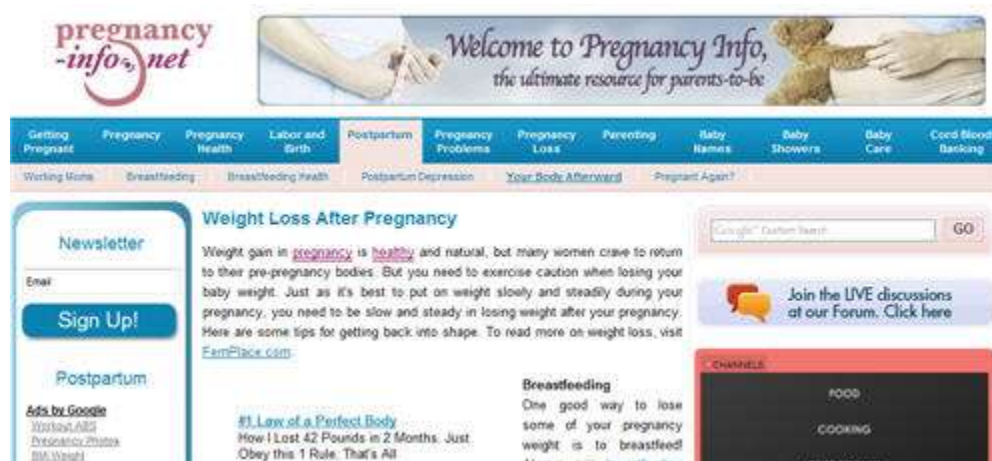 pregnancy
-info.net
Welcome to Pregnancy Info,
the ultimate resource for parents-to-be
Getting Pregnant
Pregnancy
Pregnancy Health
Labor and Birth
Postpartum
Pregnancy Problems
Pregnancy Loss
Parenting
Baby Names
Baby Showers
Baby Care
Cord Blood Banking
Working Moms
Breastfeeding
Breastfeeding Health
Postpartum Depression
Your Body Afterward
Pregnant Again?
Newsletter
Email
Sign Up!
Postpartum
Ads by Google
Workout ABS
Pregnancy Photos
BMI Weight
Weight Loss After Pregnancy
Weight gain in pregnancy is healthy and natural, but many women crave to return
to their pre-pregnancy bodies. But you need to exercise caution when losing your
baby weight. Just as it's best to put on weight slowly and steadily during your
pregnancy, you need to be slow and steady in losing weight after your pregnancy.
Here are some tips for getting back into shape. To read more on weight loss, visit
FemPlace.com.
#1 Law of a Perfect Body
How I Lost 42 Pounds in 2 Months. Just
Obey this 1 Rule. That's All
Breastfeeding
One good way to lose
some of your pregnancy
weight is to breastfeed!
Google™ Custom Search
GO
Join the LIVE discussions
at our Forum. Click here
CHANNELS
FOOD
COOKING